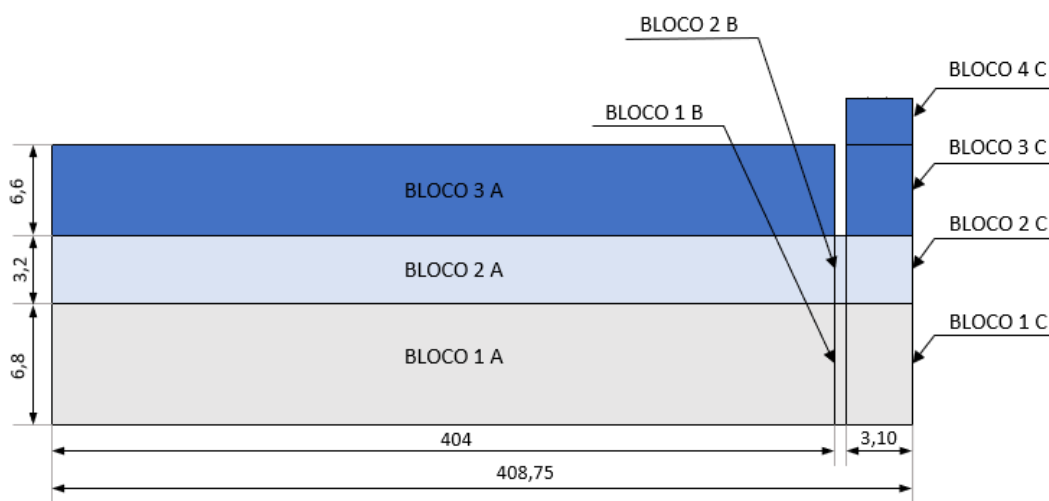 BLOCO 2 B
BLOCO 4 C
BLOCO 1 B
BLOCO 3 C
6,6
BLOCO 3 A
BLOCO 2 C
3,2
BLOCO 2 A
BLOCO 1 C
6,8
BLOCO 1 A
404
3,10
408,75